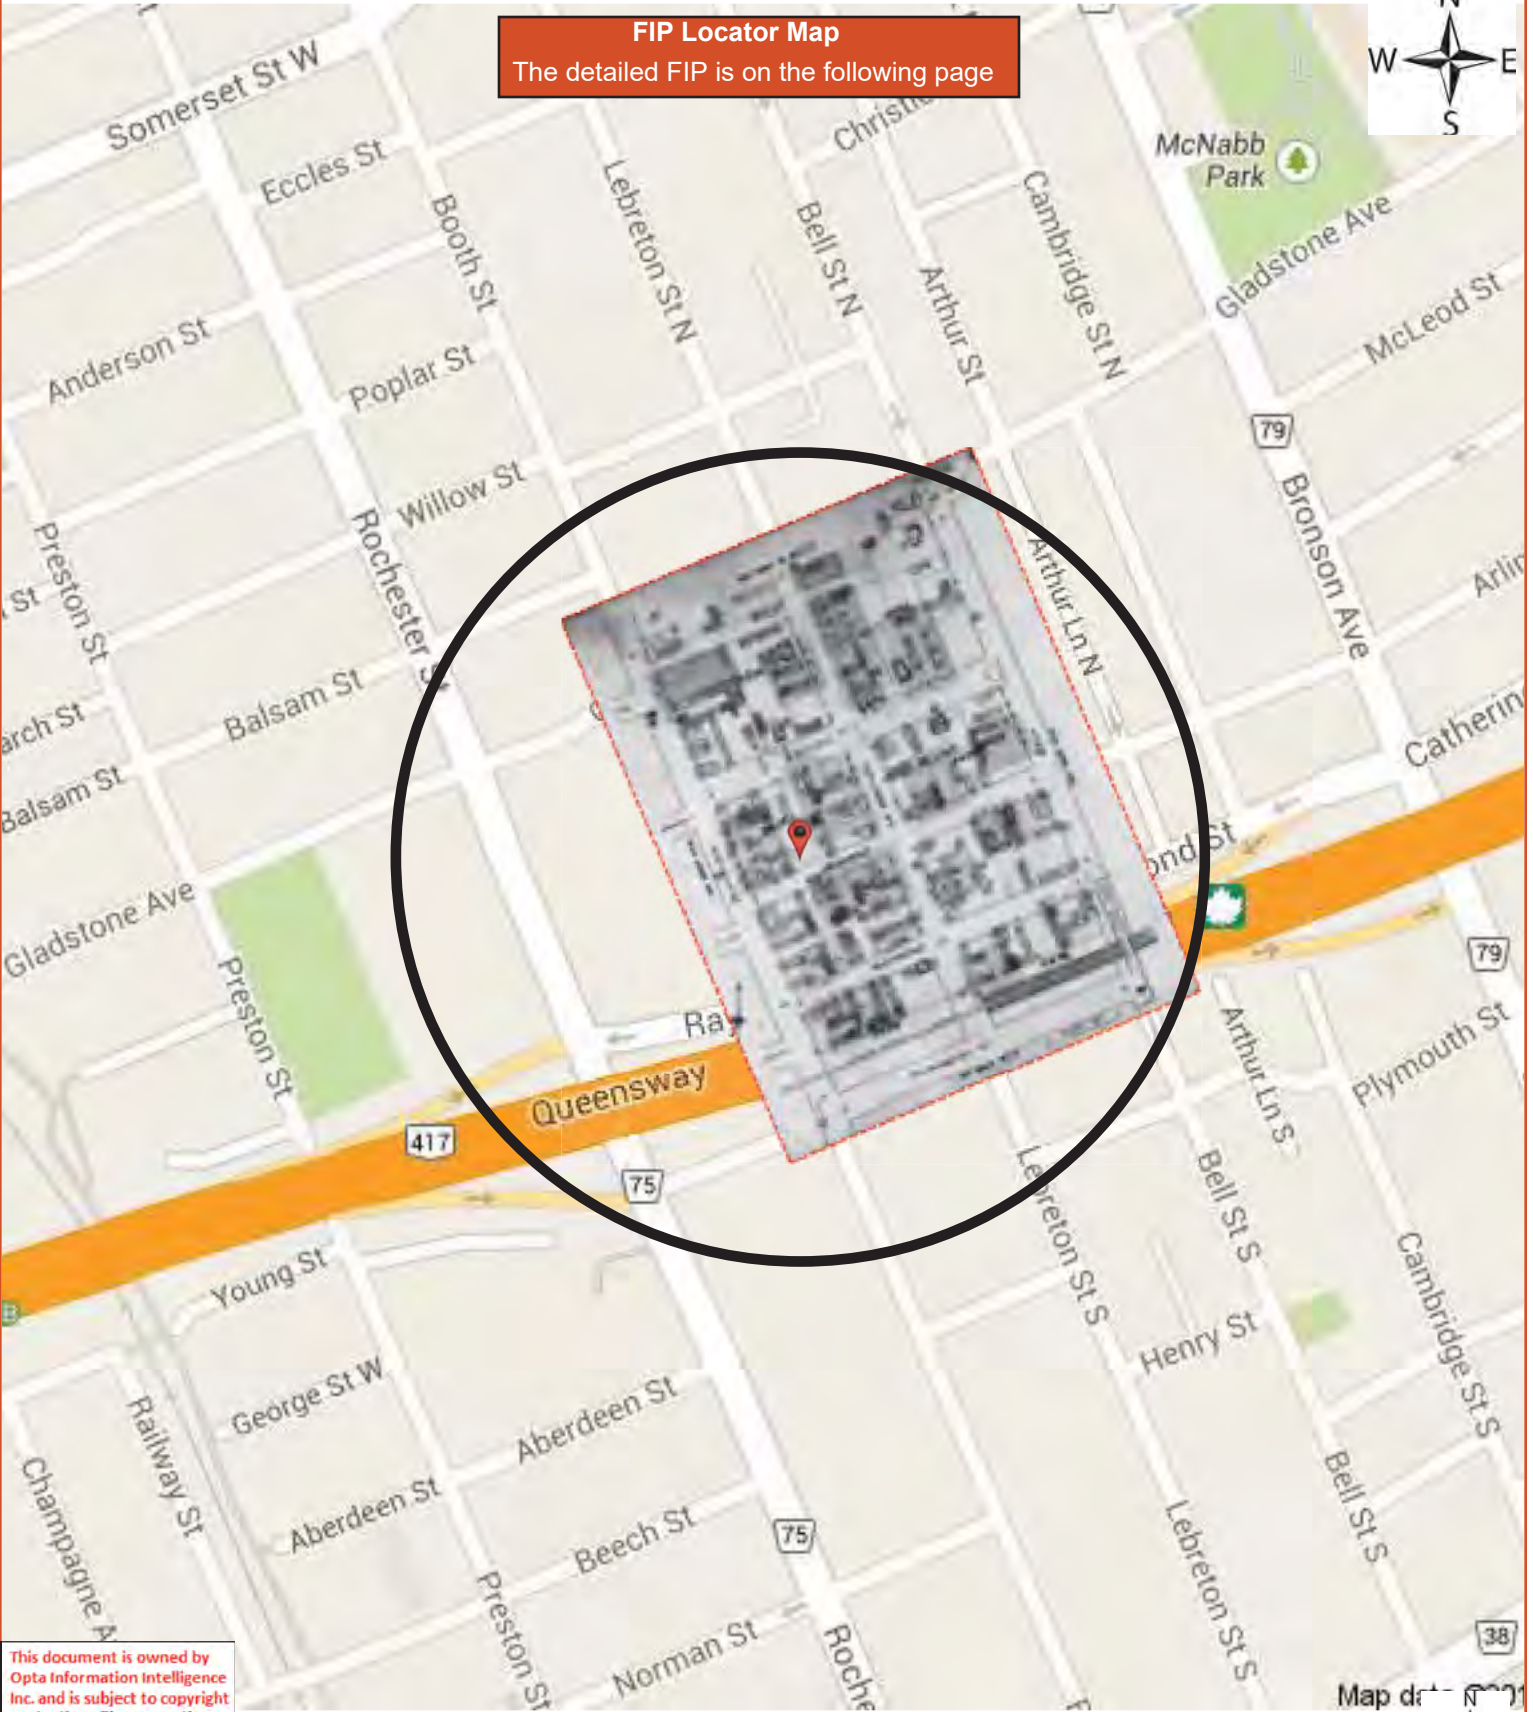 FIP Locator Map
The detailed FIP is on the following page
N
W
E
S
Somerset St W
Eccles St
Booth St
Lebreton St N
Bell St N
Arthur St
Cambridge St N
McNabb
Park
Gladstone Ave
McLeod St
Anderson St
Poplar St
Willow St
79
Bronson Ave
Preston St
Rochester St
Arthur Ln N
St
Balsam St
Balsam St
Gladstone Ave
Preston St
Queensway
417
75
79
Arthur Ln S
Plymouth St
Lebreton St S
Bell St S
Cambridge St S
Henry St
Young St
George St W
Aberdeen St
Aberdeen St
Railway St
Beech St
75
Bell St S
Lebreton St S
Preston St
Norman St
38
This document is owned by
Opta Information Intelligence
Inc. and is subject to copyright
Map
N